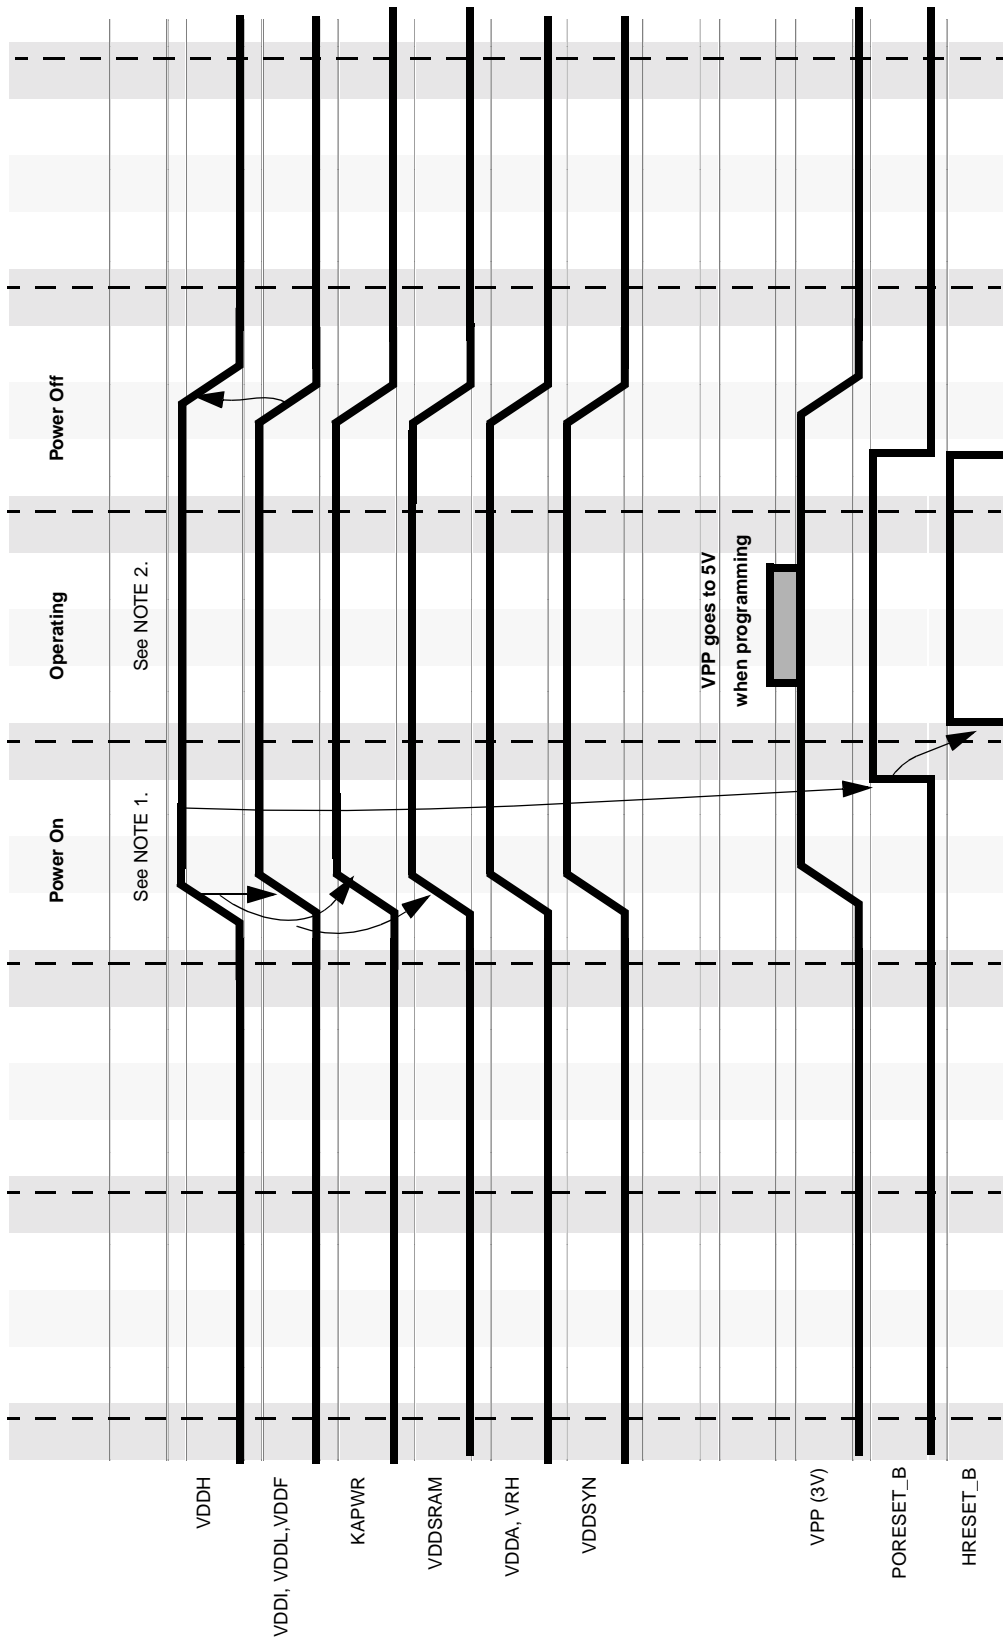 Power On
Operating
Power Off
See NOTE 1.
See NOTE 2.
VDDH
VDDI, VDDL,VDDF
KAPWR
VDDSRAM
VDDA, VRH
VDDSYN
VPP goes to 5V
when programming
VPP (3V)
PORESET_B
HRESET_B